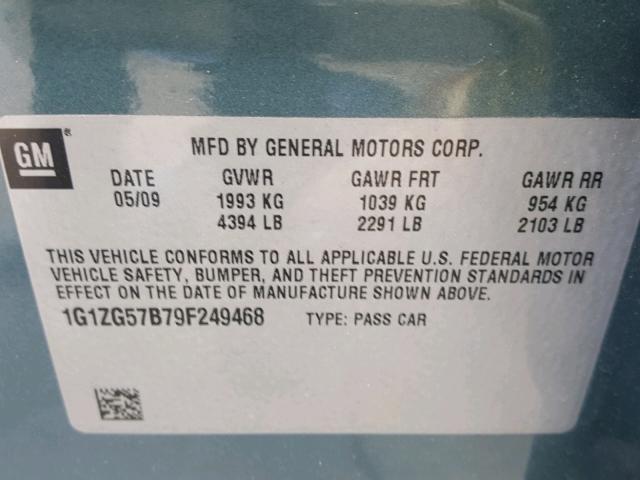 GM®
MFD BY GENERAL MOTORS CORP.
DATE GVWR GAWR FRT GAWR RR
05/09 1993 KG 1039 KG 954 KG
4394 LB 2291 LB 2103 LB
THIS VEHICLE CONFORMS TO ALL APPLICABLE U.S. FEDERAL MOTOR
VEHICLE SAFETY, BUMPER, AND THEFT PREVENTION STANDARDS IN
EFFECT ON THE DATE OF MANUFACTURE SHOWN ABOVE.
1G1ZG57B79F249468 TYPE: PASS CAR